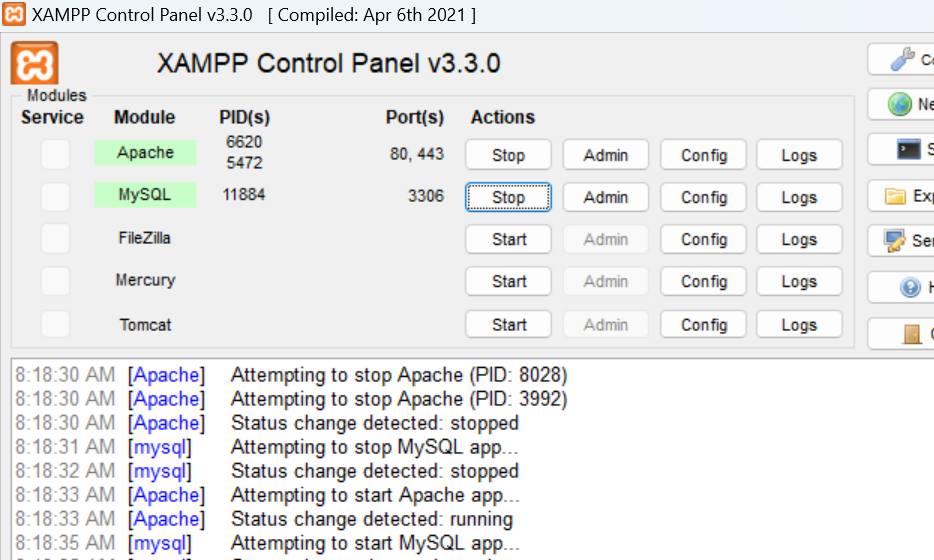 XAMPP Control Panel v3.3.0 [ Compiled: Apr 6th 2021 ]
XAMPP Control Panel v3.3.0
Modules
Service Module PID(s) Port(s) Actions
Apache 6620 5472 80, 443 Stop Admin Config Logs
MySQL 11884 3306 Stop Admin Config Logs
FileZilla Start Admin Config Logs
Mercury Start Admin Config Logs
Tomcat Start Admin Config Logs
8:18:30 AM [Apache] Attempting to stop Apache (PID: 8028)
8:18:30 AM [Apache] Attempting to stop Apache (PID: 3992)
8:18:30 AM [Apache] Status change detected: stopped
8:18:31 AM [mysql] Attempting to stop MySQL app...
8:18:32 AM [mysql] Status change detected: stopped
8:18:33 AM [Apache] Attempting to start Apache app...
8:18:33 AM [Apache] Status change detected: running
8:18:35 AM [mysql] Attempting to start MySQL app...